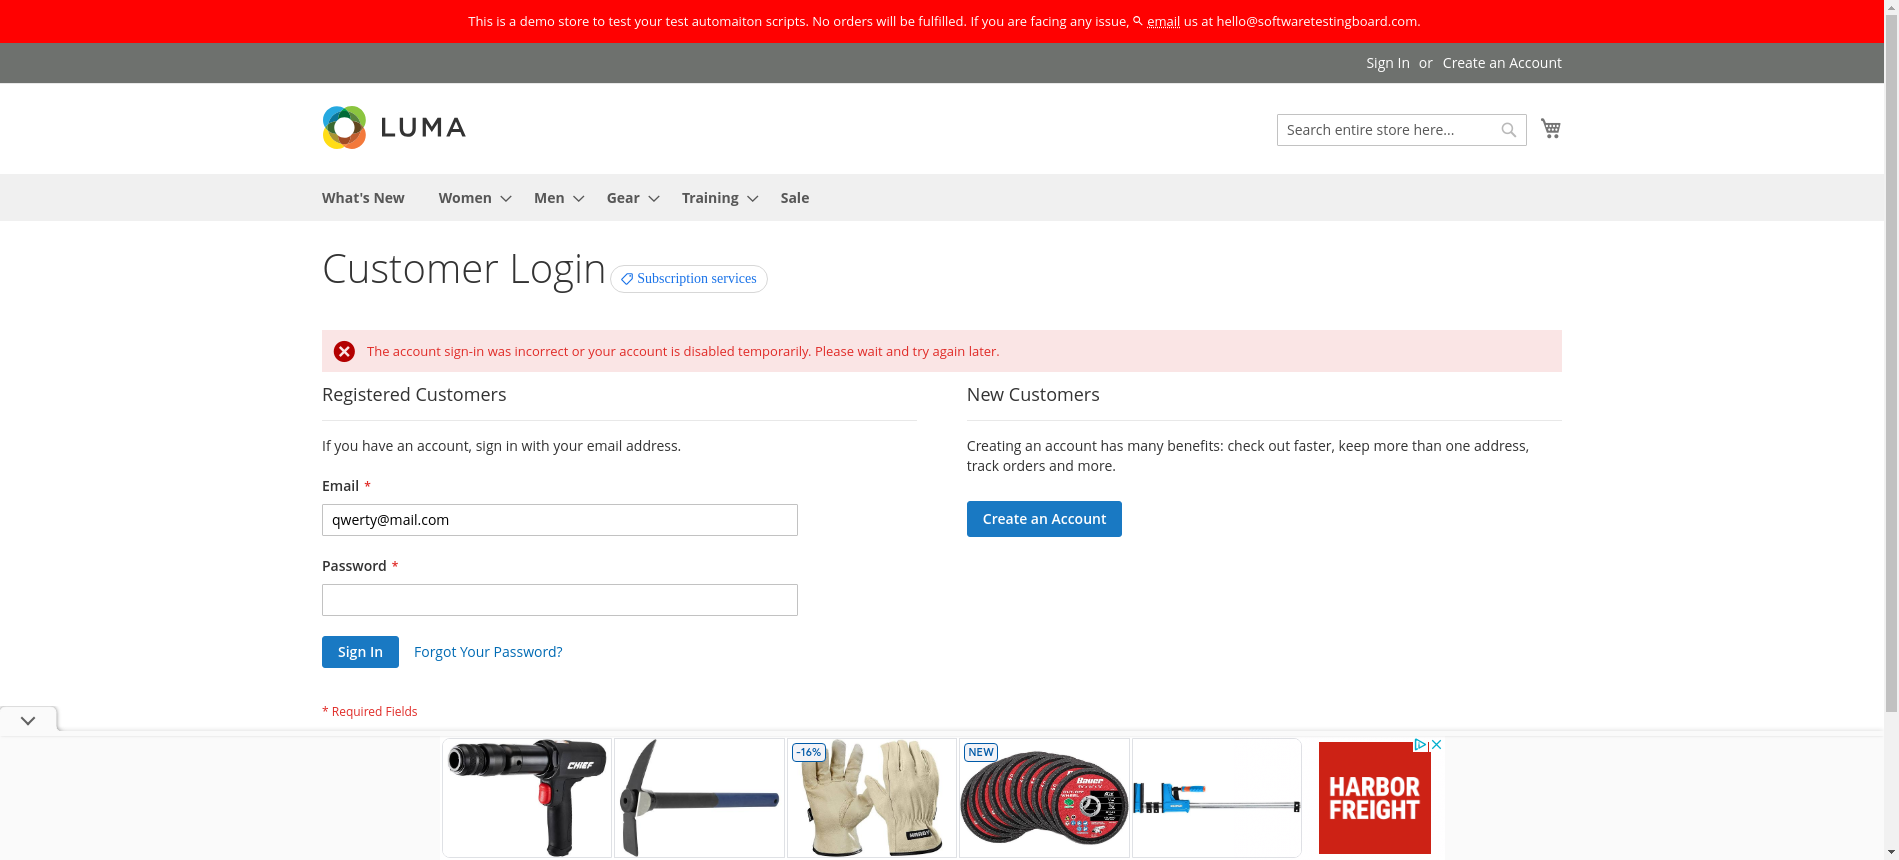 This is a demo store to test your test automaiton scripts. No orders will be fulfilled. If you are facing any issue, email us at hello@softwaretestingboard.com.
Sign In or Create an Account
LUMA
Search entire store here...
What's New Women Men Gear Training Sale
Customer Login
Subscription services
The account sign-in was incorrect or your account is disabled temporarily. Please wait and try again later.
Registered Customers
If you have an account, sign in with your email address.
Email *
qwerty@mail.com
Password *
Sign In Forgot Your Password?
* Required Fields
New Customers
Creating an account has many benefits: check out faster, keep more than one address,
track orders and more.
Create an Account
CHIEF
-16%
HARDY
NEW
Bauer
HARBOR
FREIGHT